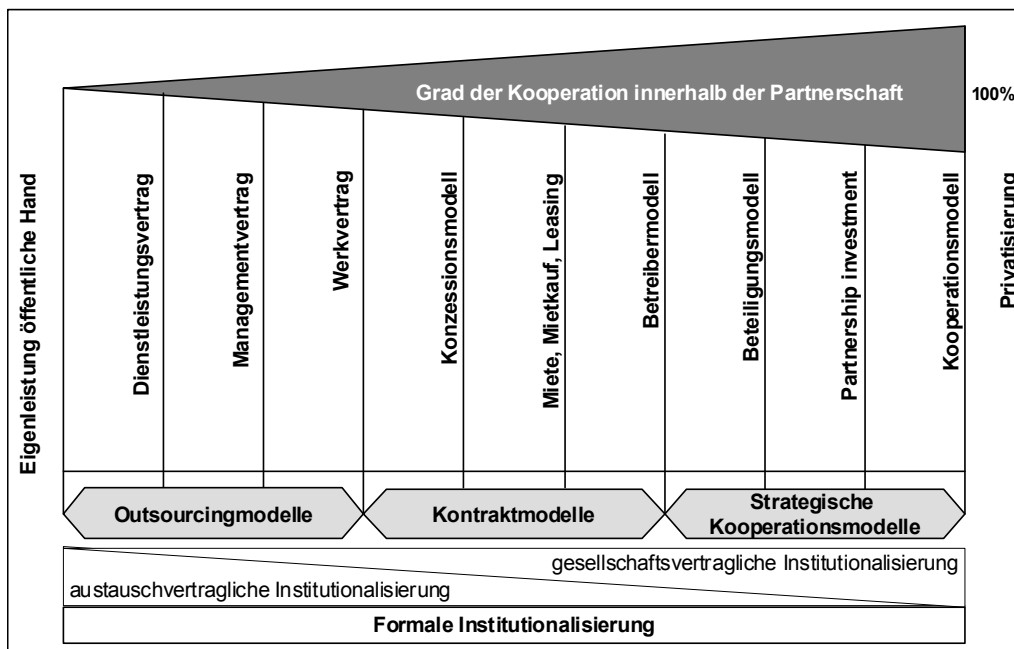 Grad der Kooperation innerhalb der Partnerschaft
100%
Eigenleistung öffentliche Hand
Dienstleistungsvertrag
Managementvertrag
Werkvertrag
Konzessionsmodell
Miete, Mietkauf, Leasing
Betreibermodell
Beteiligungsmodell
Partnership investment
Kooperationsmodell
Privatisierung
Outsourcingmodelle
Kontraktmodelle
Strategische
Kooperationsmodelle
gesellschaftsvertragliche Institutionalisierung
austauschvertragliche Institutionalisierung
Formale Institutionalisierung